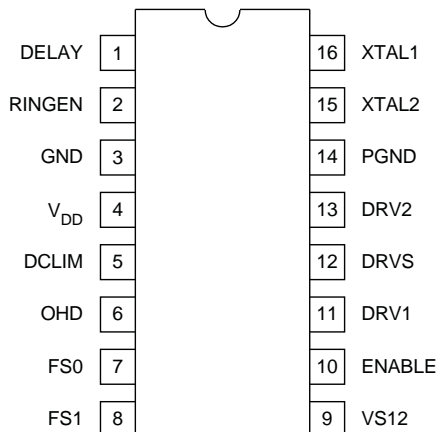 DELAY 1 16 XTAL1
RINGEN 2 15 XTAL2
GND 3 14 PGND
VDD 4 13 DRV2
DCLIM 5 12 DRVS
OHD 6 11 DRV1
FS0 7 10 ENABLE
FS1 8 9 VS12